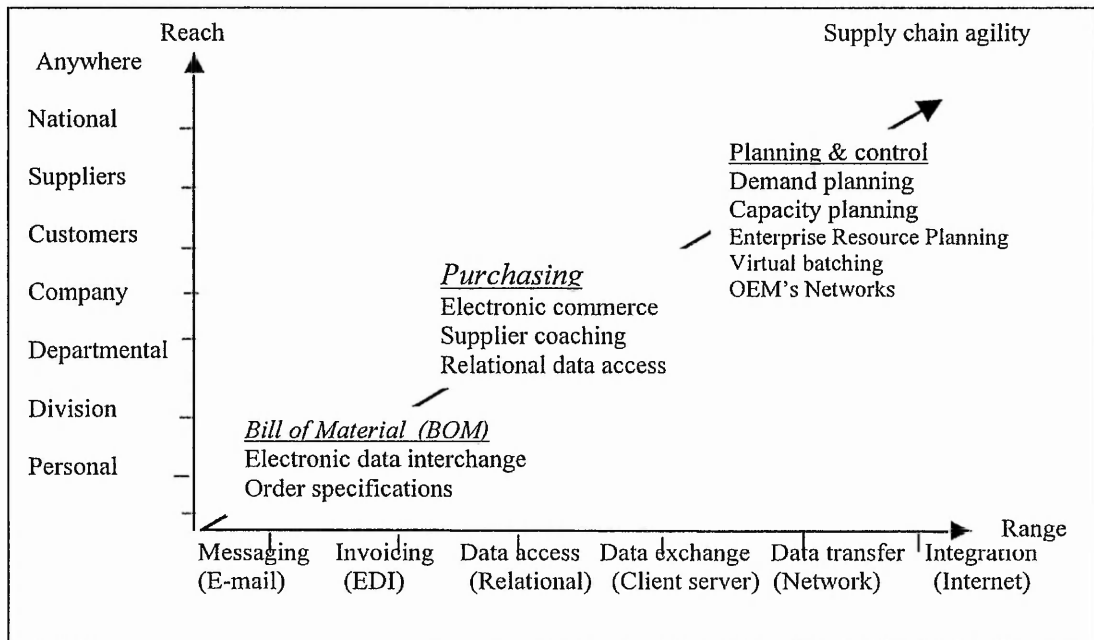 Reach
Supply chain agility
Anywhere
National
Suppliers
Customers
Company
Departmental
Division
Personal
Planning & control
Demand planning
Capacity planning
Enterprise Resource Planning
Virtual batching
OEM's Networks
Purchasing
Electronic commerce
Supplier coaching
Relational data access
Bill of Material (BOM)
Electronic data interchange
Order specifications
Range
Messaging
(E-mail)
Invoicing
(EDI)
Data access
(Relational)
Data exchange
(Client server)
Data transfer
(Network)
Integration
(Internet)